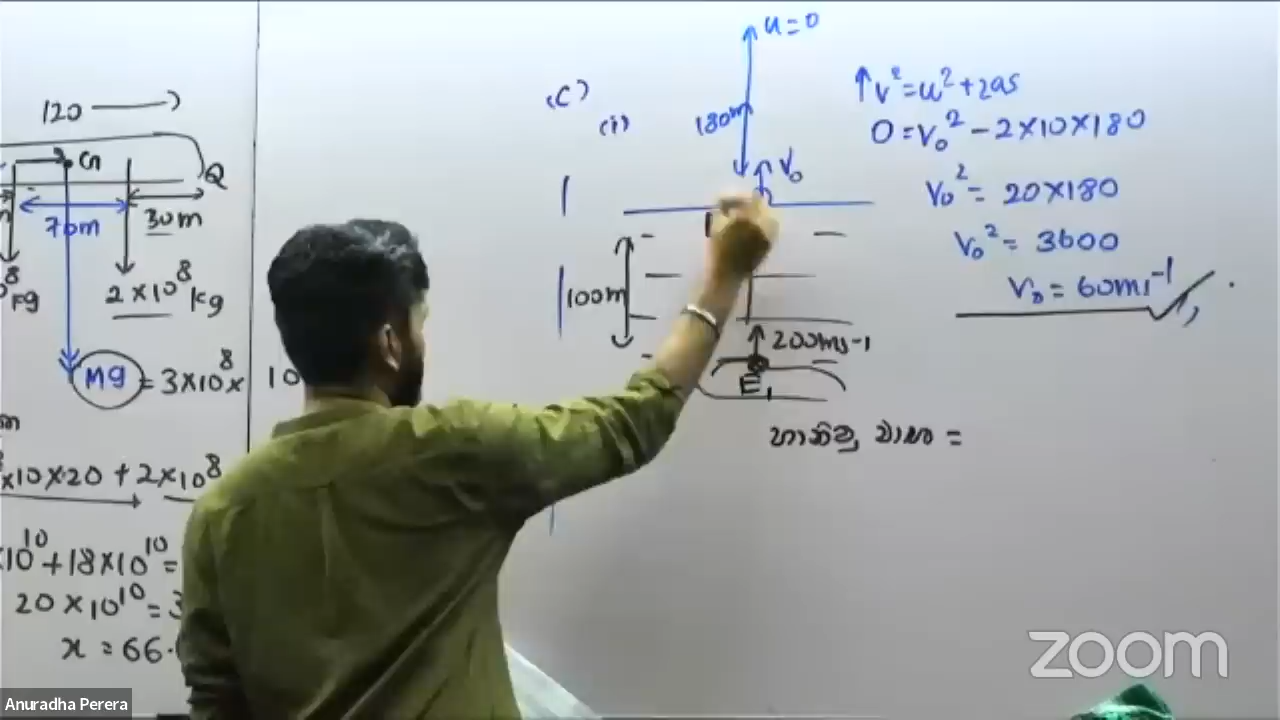 120 ⟶
G
Q
70m
30m
2×10⁸ kg
Mg = 3×10⁸× 10
×10×20 + 2×10⁸
×10¹⁰+18×10¹⁰=
20×10¹⁰=3
x = 66.
(c)
(i)
u=0
180m
V₀
100m
200ms-1
E₁
↑v²=u²+2as
0=V₀²-2×10×180
V₀²= 20×180
V₀²= 3600
V₀=60ms⁻¹
zoom
Anuradha Perera